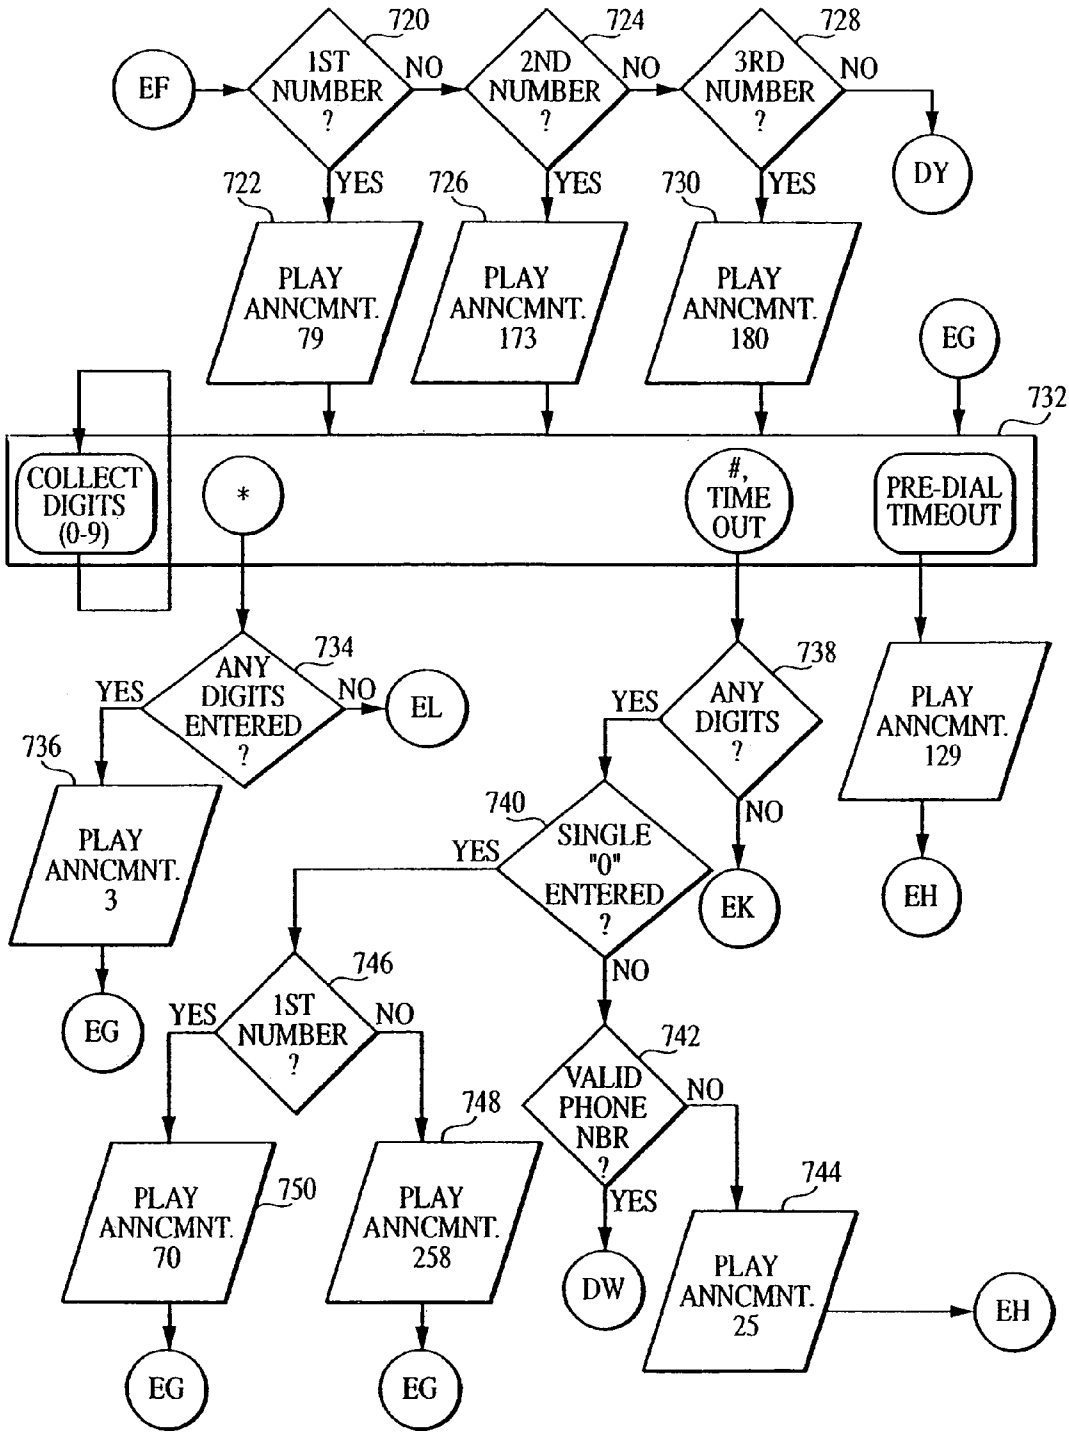 720
724
728
EF
1ST
NUMBER
?
NO
2ND
NUMBER
?
NO
3RD
NUMBER
?
NO
DY
722
YES
726
YES
730
YES
PLAY
ANNCMNT.
79
PLAY
ANNCMNT.
173
PLAY
ANNCMNT.
180
EG
732
COLLECT
DIGITS
(0-9)
*
#,
TIME
OUT
PRE-DIAL
TIMEOUT
734
ANY
DIGITS
ENTERED
?
YES
NO
EL
738
ANY
DIGITS
?
YES
NO
EK
PLAY
ANNCMNT.
129
EH
736
PLAY
ANNCMNT.
3
EG
740
SINGLE
"0"
ENTERED
?
YES
NO
746
1ST
NUMBER
?
YES
NO
742
VALID
PHONE
NBR
?
NO
YES
DW
748
750
PLAY
ANNCMNT.
70
PLAY
ANNCMNT.
258
744
PLAY
ANNCMNT.
25
EH
EG
EG